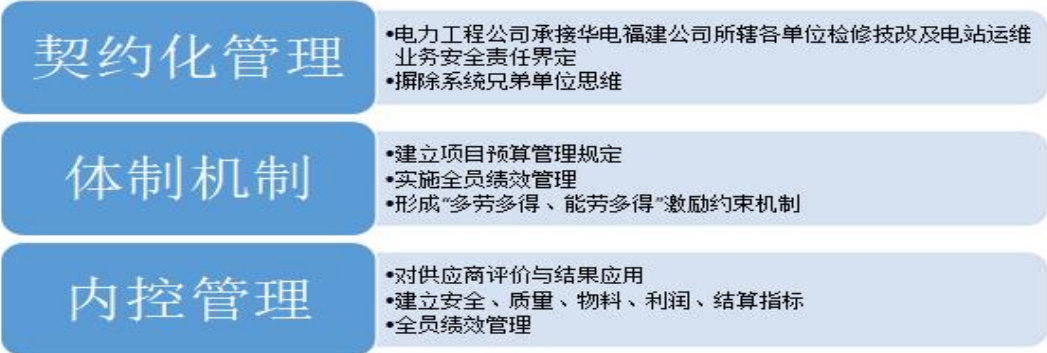 契约化管理
•电力工程公司承接华电福建公司所辖各单位检修技改及电站运维
业务安全责任界定
•摒除系统兄弟单位思维
体制机制
•建立项目预算管理规定
•实施全员绩效管理
•形成“多劳多得、能劳多得”激励约束机制
内控管理
•对供应商评价与结果应用
•建立安全、质量、物料、利润、结算指标
•全员绩效管理